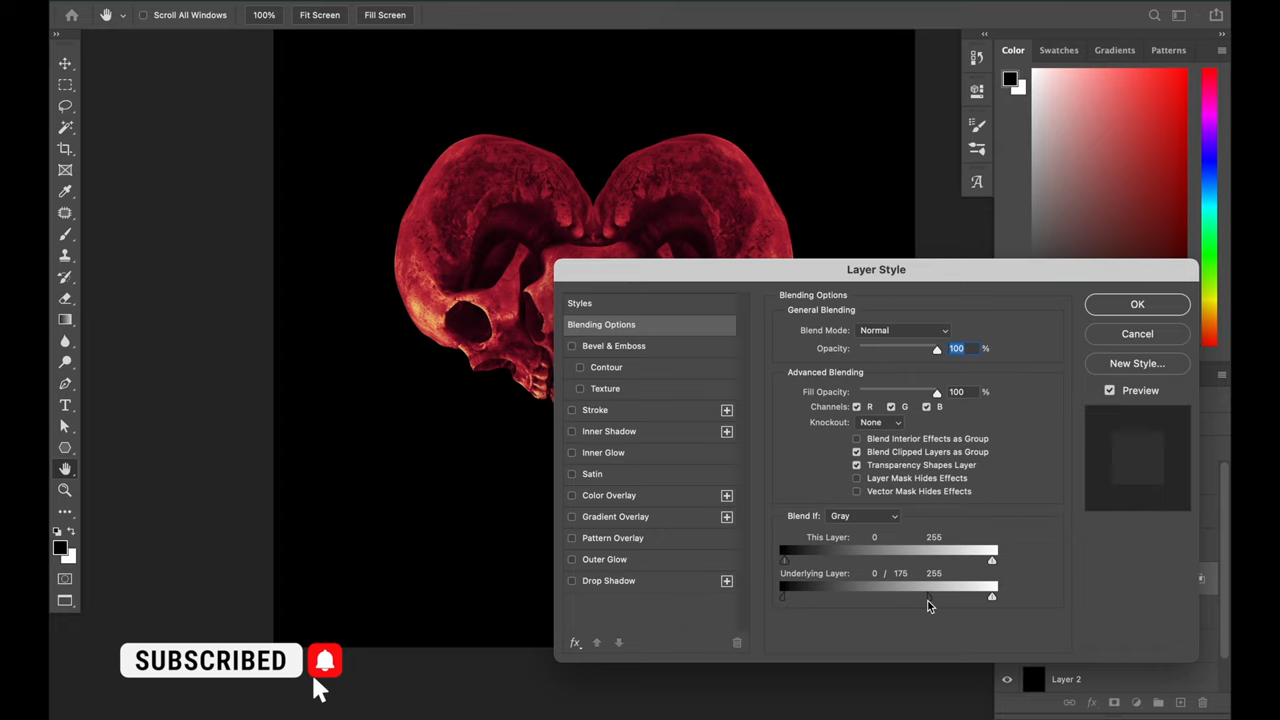 Scroll All Windows 100% Fit Screen Fill Screen
Color Swatches Gradients Patterns
Layer Style
Styles
Blending Options
Bevel & Emboss
Contour
Texture
Stroke
Inner Shadow
Inner Glow
Satin
Color Overlay
Gradient Overlay
Pattern Overlay
Outer Glow
Drop Shadow
fx
Blending Options
General Blending
Blend Mode: Normal
Opacity: 100 %
Advanced Blending
Fill Opacity: 100 %
Channels: R G B
Knockout: None
Blend Interior Effects as Group
Blend Clipped Layers as Group
Transparency Shapes Layer
Layer Mask Hides Effects
Vector Mask Hides Effects
Blend If: Gray
This Layer: 0 255
Underlying Layer: 0 / 175 255
OK
Cancel
New Style...
Preview
SUBSCRIBED
Layer 2
fx